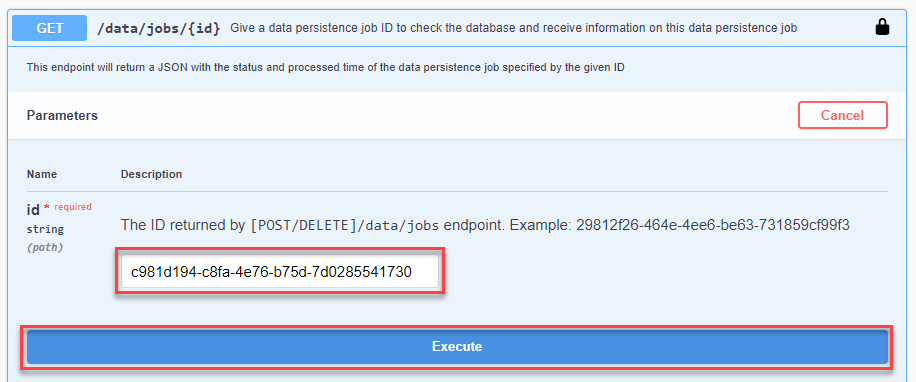 GET /data/jobs/{id} Give a data persistence job ID to check the database and receive information on this data persistence job
This endpoint will return a JSON with the status and processed time of the data persistence job specified by the given ID
Parameters Cancel
Name Description
id * required
string
(path)
The ID returned by [POST/DELETE]/data/jobs endpoint. Example: 29812f26-464e-4ee6-be63-731859cf99f3
c981d194-c8fa-4e76-b75d-7d0285541730
Execute